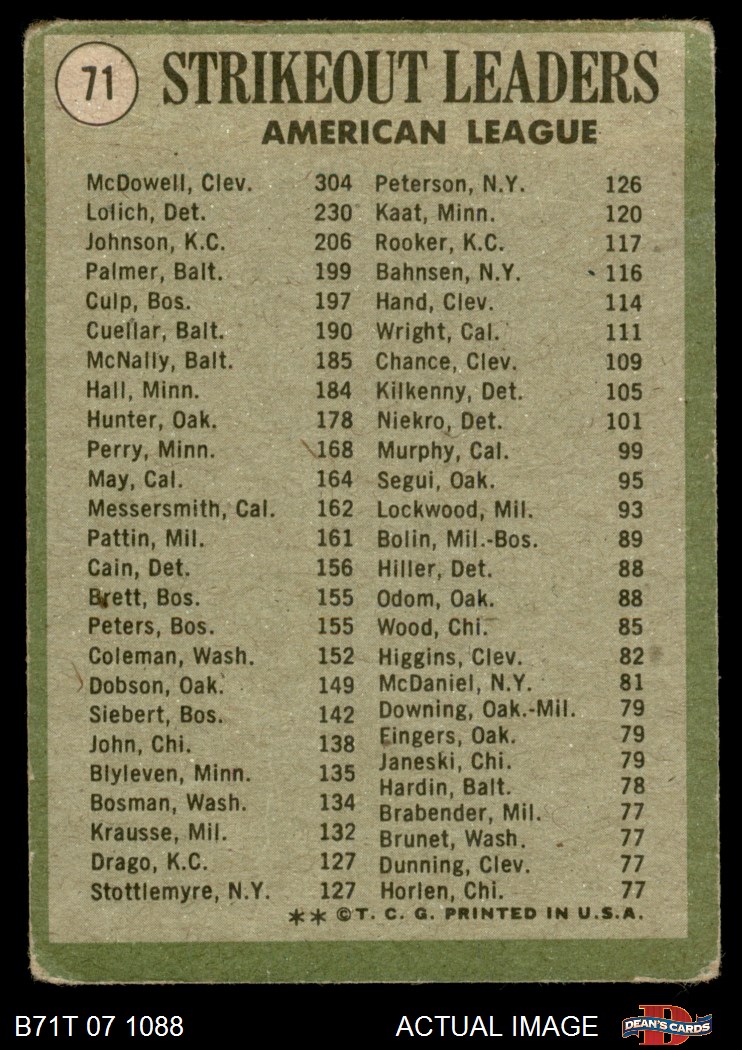 71
STRIKEOUT LEADERS
AMERICAN LEAGUE
McDowell, Clev. 304
Lolich, Det. 230
Johnson, K.C. 206
Palmer, Balt. 199
Culp, Bos. 197
Cuellar, Balt. 190
McNally, Balt. 185
Hall, Minn. 184
Hunter, Oak. 178
Perry, Minn. 168
May, Cal. 164
Messersmith, Cal. 162
Pattin, Mil. 161
Cain, Det. 156
Brett, Bos. 155
Peters, Bos. 155
Coleman, Wash. 152
Dobson, Oak. 149
Siebert, Bos. 142
John, Chi. 138
Blyleven, Minn. 135
Bosman, Wash. 134
Krausse, Mil. 132
Drago, K.C. 127
Stottlemyre, N.Y. 127
Peterson, N.Y. 126
Kaat, Minn. 120
Rooker, K.C. 117
Bahnsen, N.Y. 116
Hand, Clev. 114
Wright, Cal. 111
Chance, Clev. 109
Kilkenny, Det. 105
Niekro, Det. 101
Murphy, Cal. 99
Segui, Oak. 95
Lockwood, Mil. 93
Bolin, Mil.-Bos. 89
Hiller, Det. 88
Odom, Oak. 88
Wood, Chi. 85
Higgins, Clev. 82
McDaniel, N.Y. 81
Downing, Oak.-Mil. 79
Fingers, Oak. 79
Janeski, Chi. 79
Hardin, Balt. 78
Brabender, Mil. 77
Brunet, Wash. 77
Dunning, Clev. 77
Horlen, Chi. 77
** ©T. C. G. PRINTED IN U.S.A.
B71T 07 1088
ACTUAL IMAGE
D
DEAN'S CARDS